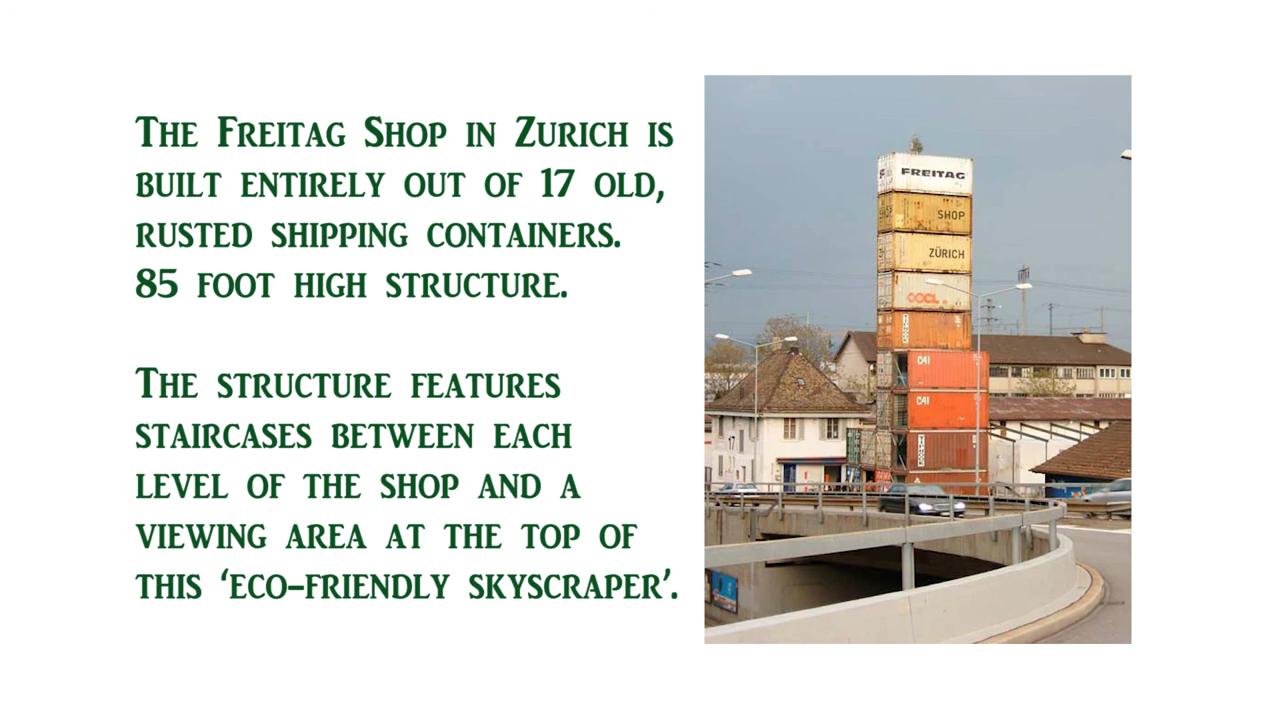 The Freitag Shop in Zurich is
built entirely out of 17 old,
rusted shipping containers.
85 foot high structure.
The structure features
staircases between each
level of the shop and a
viewing area at the top of
this ‘eco-friendly skyscraper’.
FREITAG
SHOP
ZÜRICH
OOCL
CAI
CAI